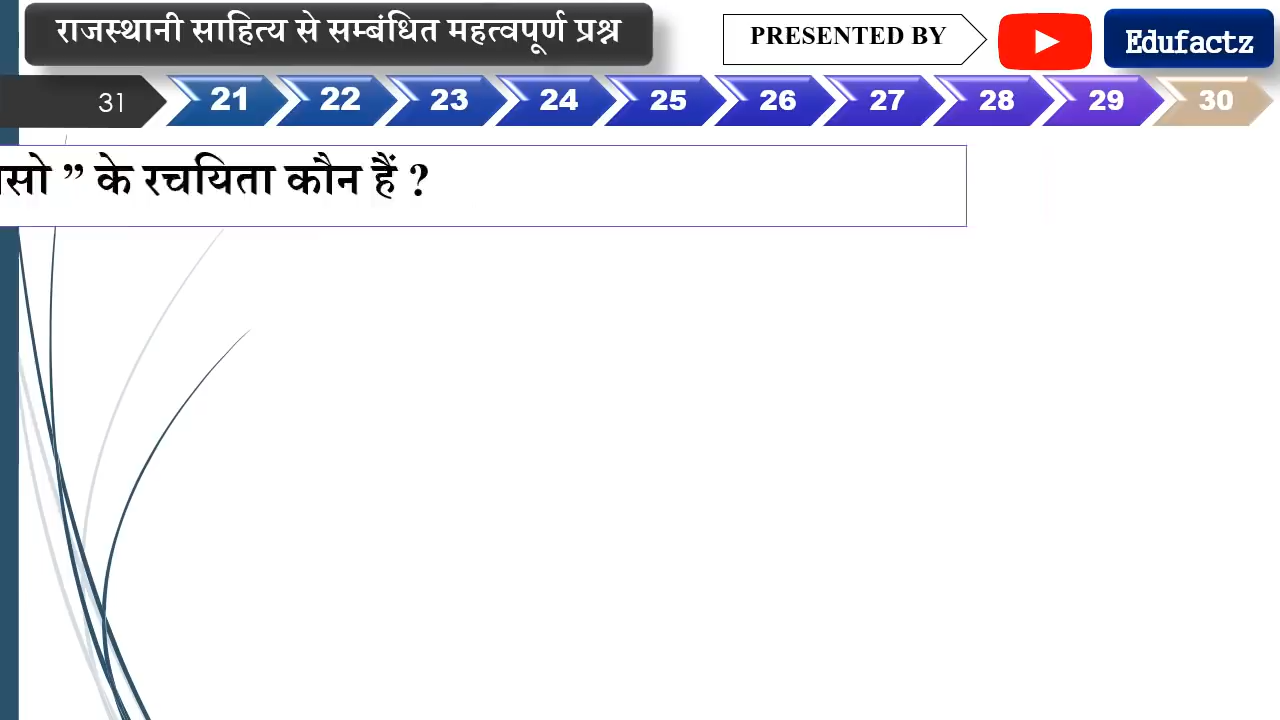 राजस्थानी साहित्य से सम्बंधित महत्वपूर्ण प्रश्न
PRESENTED BY
Edufactz
31 21 22 23 24 25 26 27 28 29 30
” के रचयिता कौन हैं ?